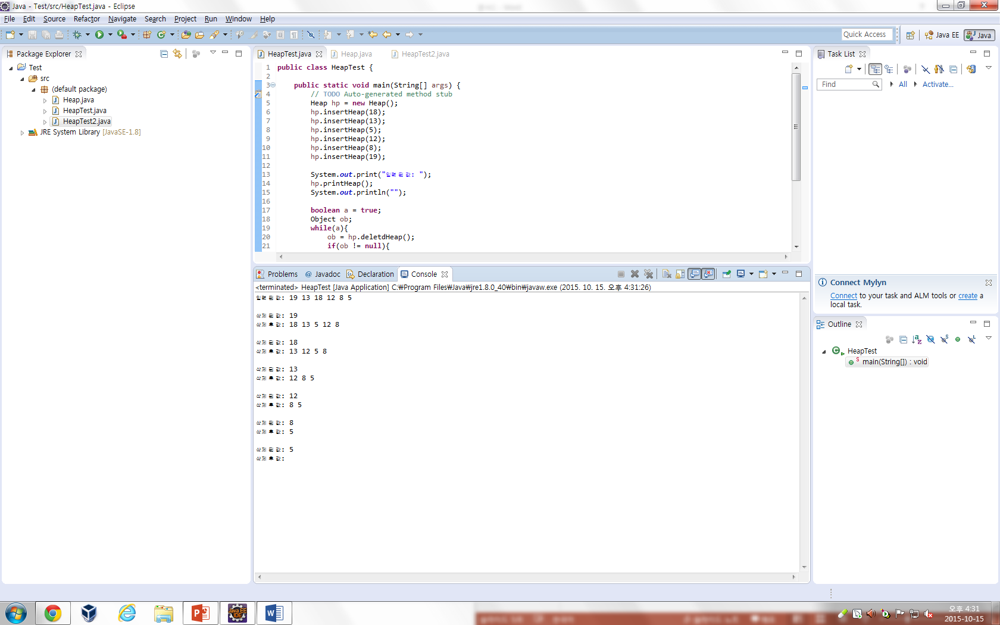 Java - Test/src/HeapTest.java - Eclipse
File Edit Source Refactor Navigate Search Project Run Window Help
Quick Access
Java EE
Java
Package Explorer
Test
src
(default package)
Heap.java
HeapTest.java
HeapTest2.java
JRE System Library [JavaSE-1.8]
HeapTest.java Heap.java HeapTest2.java
1 public class HeapTest {
2
3 public static void main(String[] args) {
4 // TODO Auto-generated method stub
5 Heap hp = new Heap();
6 hp.insertHeap(18);
7 hp.insertHeap(13);
8 hp.insertHeap(5);
9 hp.insertHeap(12);
10 hp.insertHeap(8);
11 hp.insertHeap(19);
12
13 System.out.print("입력 된 값: ");
14 hp.printHeap();
15 System.out.println("");
16
17 boolean a = true;
18 Object ob;
19 while(a){
20 ob = hp.deletdHeap();
21 if(ob != null){
Problems @ Javadoc Declaration Console
<terminated> HeapTest [Java Application] C:₩Program Files₩Java₩jre1.8.0_40₩bin₩javaw.exe (2015. 10. 15. 오후 4:31:26)
입력 된 값: 19 13 18 12 8 5
삭제 된 값: 19
삭제 후 값: 18 13 5 12 8
삭제 된 값: 18
삭제 후 값: 13 12 5 8
삭제 된 값: 13
삭제 후 값: 12 8 5
삭제 된 값: 12
삭제 후 값: 8 5
삭제 된 값: 8
삭제 후 값: 5
삭제 된 값: 5
삭제 후 값:
Task List
Find
All
Activate...
Connect Mylyn
Connect to your task and ALM tools or create a
local task.
Outline
HeapTest
main(String[]) : void
Java EE
IDE
오후 4:31
2015-10-15